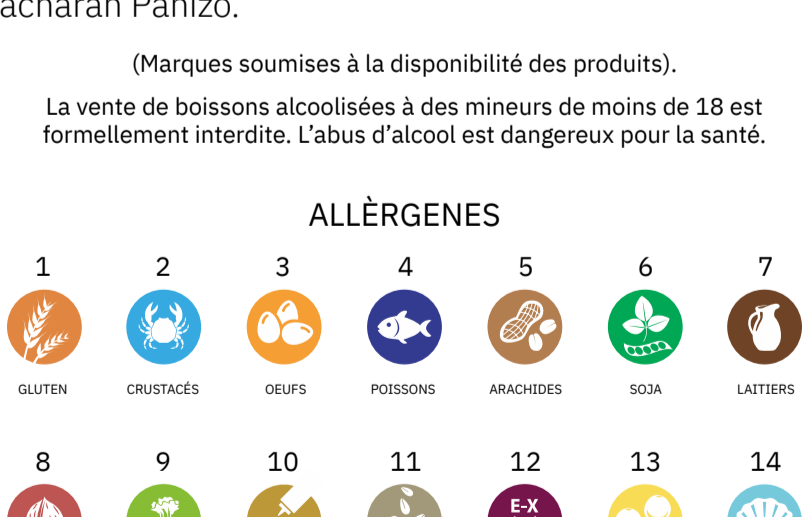 acharán Panizo.
(Marques soumises à la disponibilité des produits).
La vente de boissons alcoolisées à des mineurs de moins de 18 est
formellement interdite. L'abus d'alcool est dangereux pour la santé.
ALLÈRGENES
1 2 3 4 5 6 7
GLUTEN CRUSTACÉS OEUFS POISSONS ARACHIDES SOJA LAITIERS
8 9 10 11 12 13 14
E-X